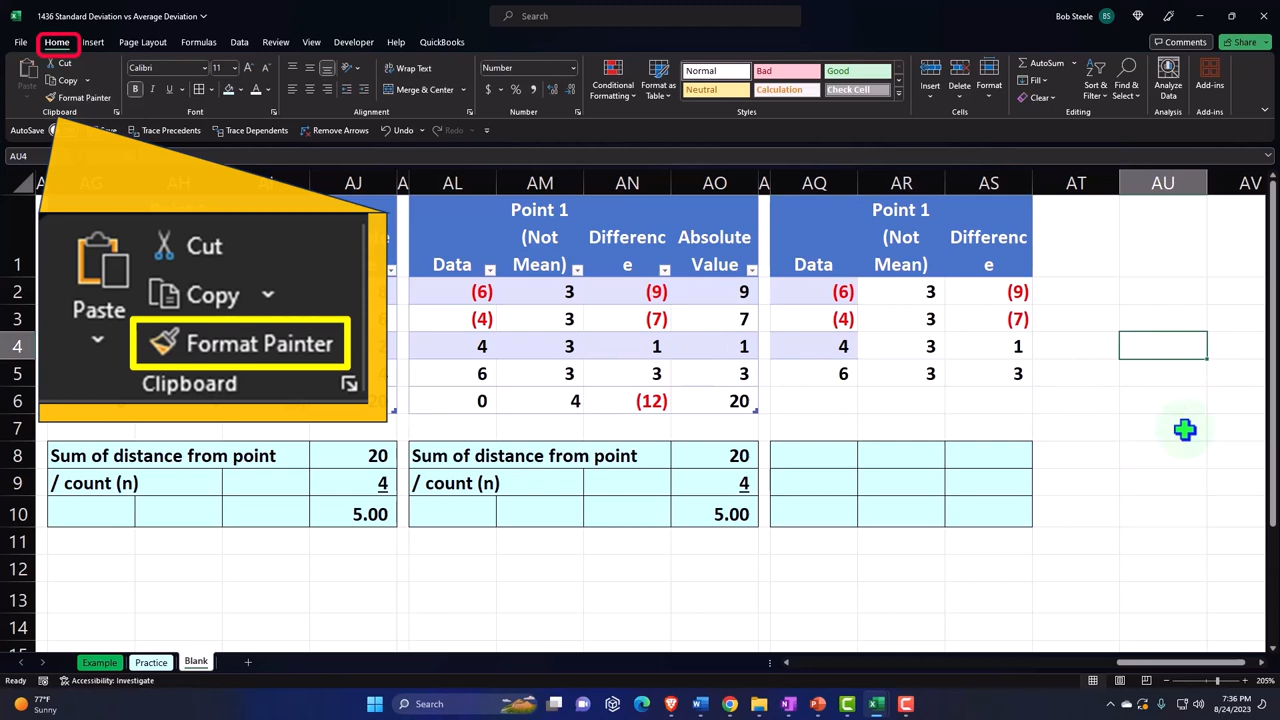 1436 Standard Deviation vs Average Deviation
Search
Bob Steele BS
File Home Insert Page Layout Formulas Data Review View Developer Help QuickBooks
Comments Share
Cut
Copy
Paste
Format Painter
Clipboard
Calibri 11
B I U
Font
Wrap Text
Merge & Center
Alignment
Number
$ % 9
Number
Conditional Formatting
Format as Table
Normal Bad Good
Neutral Calculation Check Cell
Styles
Insert Delete Format
Cells
AutoSum
Fill
Clear
Sort & Filter
Find & Select
Editing
Analyze Data
Analysis
Add-ins
Add-ins
AutoSave Trace Precedents Trace Dependents Remove Arrows Undo Redo
AU4
AG AH AI AJ AL AM AN AO AQ AR AS AT AU AV
1 Data Point 1 (Not Mean) Differenc e Absolute Value Data Point 1 (Not Mean) Differenc e
2 (6) 3 (9) 9 (6) 3 (9)
3 (4) 3 (7) 7 (4) 3 (7)
4 4 3 1 1 4 3 1
5 6 3 3 3 6 3 3
6 0 4 (12) 20
7
8 Sum of distance from point 20 Sum of distance from point 20
9 / count (n) 4 / count (n) 4
10 5.00 5.00
11
12
13
14
Cut
Copy
Paste
Format Painter
Clipboard
Example Practice Blank
Ready Accessibility: Investigate 205%
77°F
Sunny
Search
7:36 PM
8/24/2023